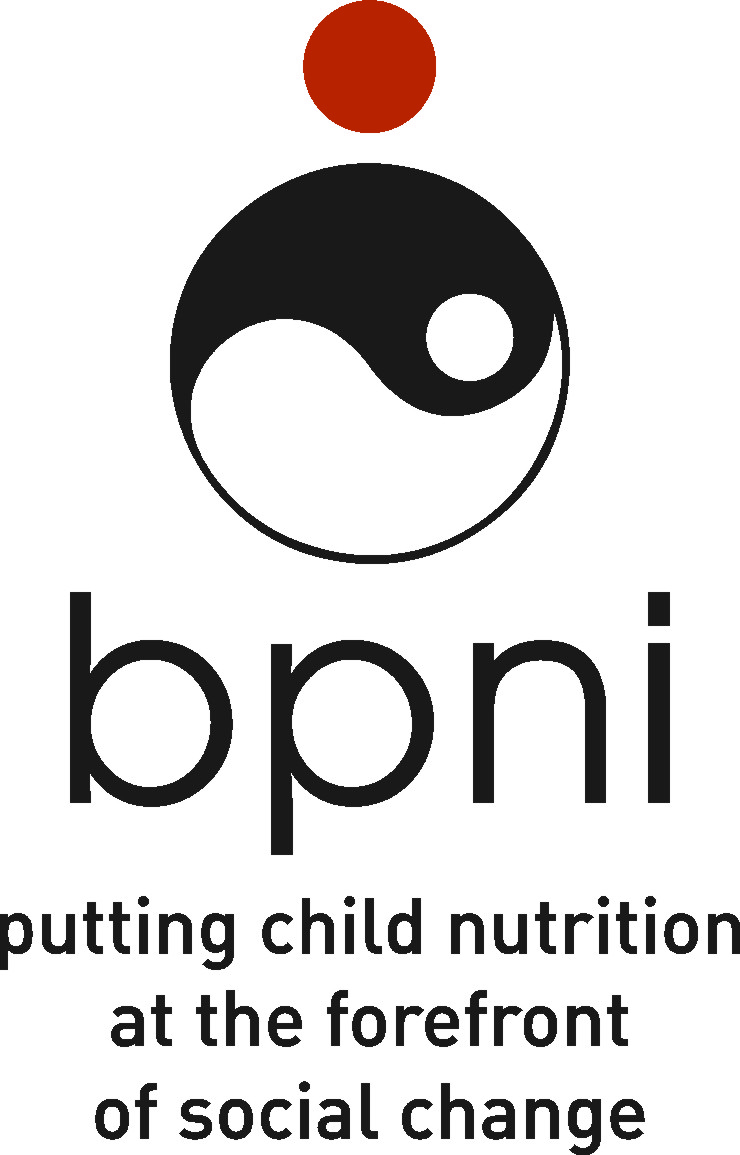 bpni
putting child nutrition
at the forefront
of social change